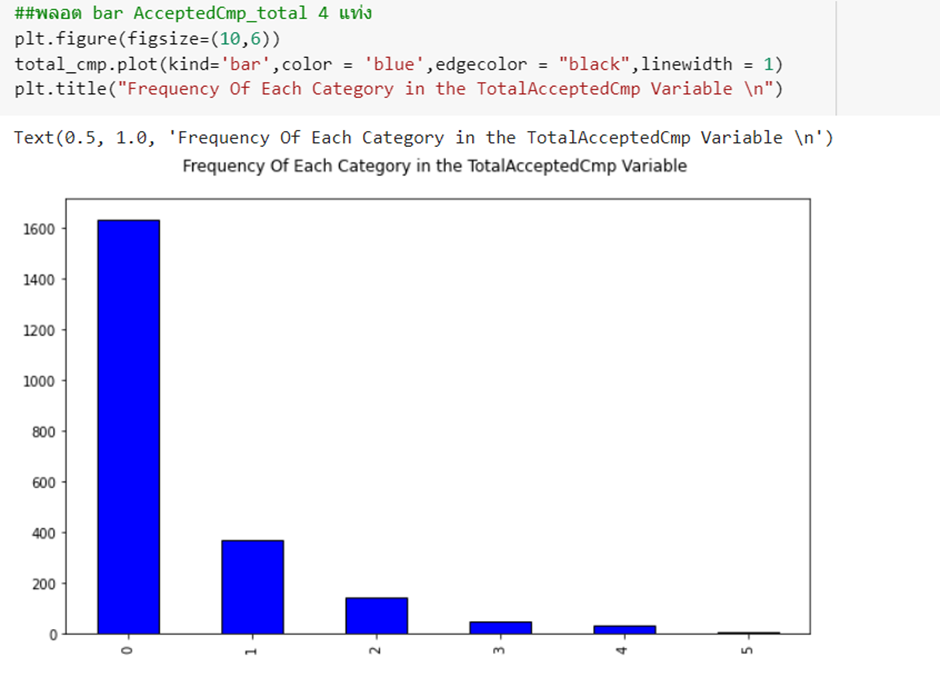 ##พลอต bar AcceptedCmp_total 4 แท่ง
plt.figure(figsize=(10,6))
total_cmp.plot(kind='bar',color = 'blue',edgecolor = "black",linewidth = 1)
plt.title("Frequency Of Each Category in the TotalAcceptedCmp Variable \n")
Text(0.5, 1.0, 'Frequency Of Each Category in the TotalAcceptedCmp Variable \n')
Frequency Of Each Category in the TotalAcceptedCmp Variable
1600
1400
1200
1000
800
600
400
200
0
0 1 2 3 4 5